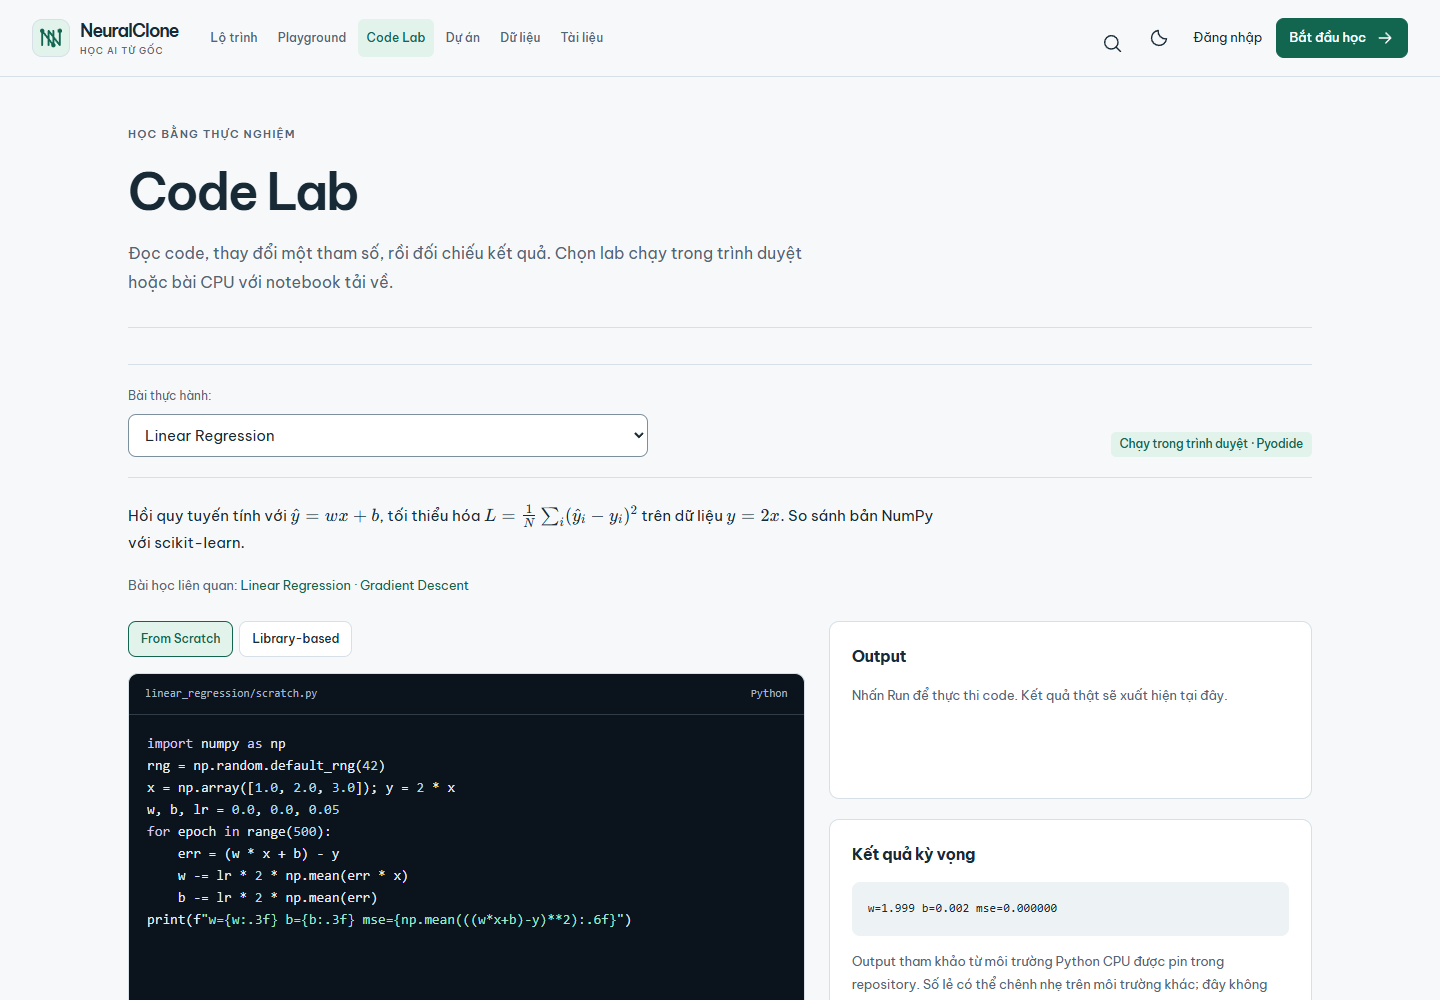 NeuralClone
HỌC AI TỪ GỐC
Lộ trình Playground Code Lab Dự án Dữ liệu Tài liệu
Đăng nhập
Bắt đầu học
HỌC BẰNG THỰC NGHIỆM
Code Lab
Đọc code, thay đổi một tham số, rồi đối chiếu kết quả. Chọn lab chạy trong trình duyệt
hoặc bài CPU với notebook tải về.
Bài thực hành:
Linear Regression
Chạy trong trình duyệt · Pyodide
Hồi quy tuyến tính với ŷ = wx + b, tối thiểu hóa L = 1/N ∑ᵢ(ŷᵢ − yᵢ)² trên dữ liệu y = 2x. So sánh bản NumPy
với scikit-learn.
Bài học liên quan: Linear Regression · Gradient Descent
From Scratch
Library-based
linear_regression/scratch.py
Python
import numpy as np
rng = np.random.default_rng(42)
x = np.array([1.0, 2.0, 3.0]); y = 2 * x
w, b, lr = 0.0, 0.0, 0.05
for epoch in range(500):
    err = (w * x + b) - y
    w -= lr * 2 * np.mean(err * x)
    b -= lr * 2 * np.mean(err)
print(f"w={w:.3f} b={b:.3f} mse={np.mean(((w*x+b)-y)**2):.6f}")
Output
Nhấn Run để thực thi code. Kết quả thật sẽ xuất hiện tại đây.
Kết quả kỳ vọng
w=1.999 b=0.002 mse=0.000000
Output tham khảo từ môi trường Python CPU được pin trong
repository. Số lẻ có thể chênh nhẹ trên môi trường khác; đây không